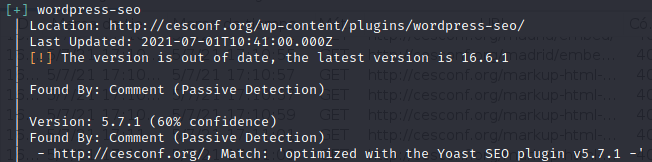 [+] wordpress-seo
| Location: http://cesconf.org/wp-content/plugins/wordpress-seo/
| Last Updated: 2021-07-01T10:41:00.000Z
| [!] The version is out of date, the latest version is 16.6.1
|
| Found By: Comment (Passive Detection)
|
| Version: 5.7.1 (60% confidence)
| Found By: Comment (Passive Detection)
|  - http://cesconf.org/, Match: 'optimized with the Yoast SEO plugin v5.7.1 -'